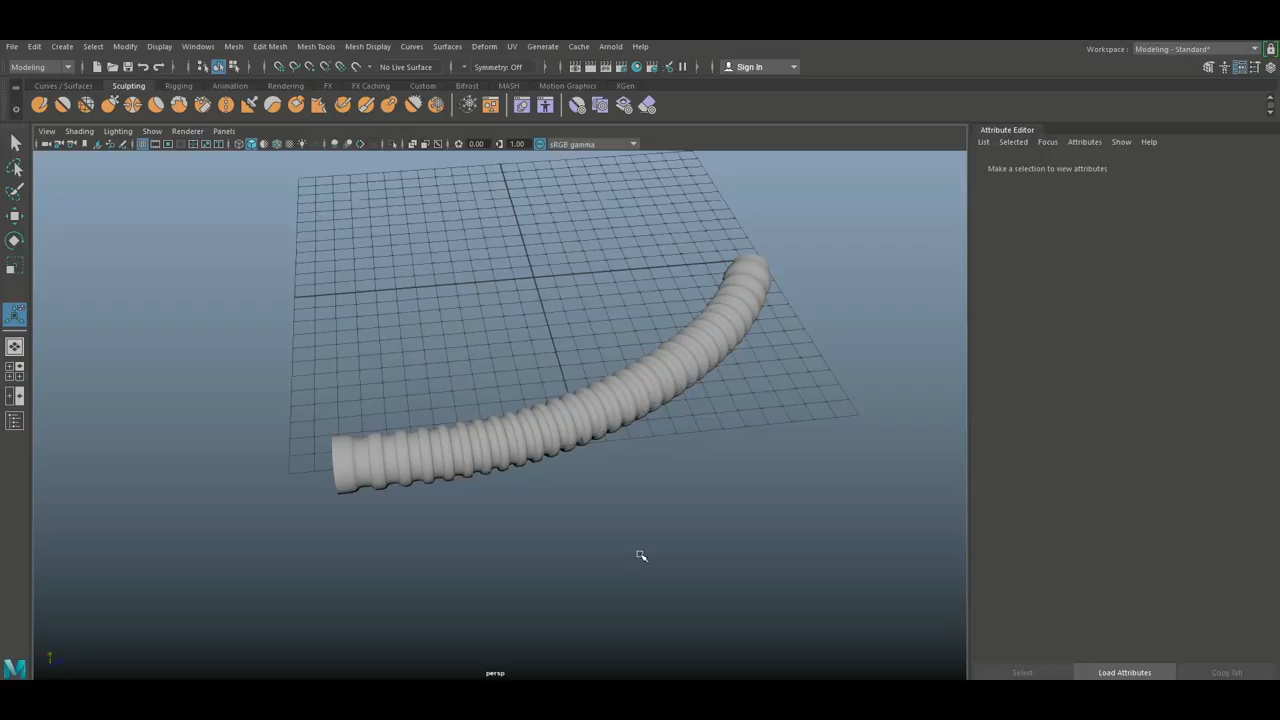 File Edit Create Select Modify Display Windows Mesh Edit Mesh Mesh Tools Mesh Display Curves Surfaces Deform UV Generate Cache Arnold Help
Workspace : Modeling - Standard*
Modeling No Live Surface Symmetry: Off Sign In
Curves / Surfaces Sculpting Rigging Animation Rendering FX FX Caching Custom Bifrost MASH Motion Graphics XGen
View Shading Lighting Show Renderer Panels
0.00 1.00 sRGB gamma
Attribute Editor
List Selected Focus Attributes Show Help
Make a selection to view attributes
persp
Select Load Attributes Copy Tab